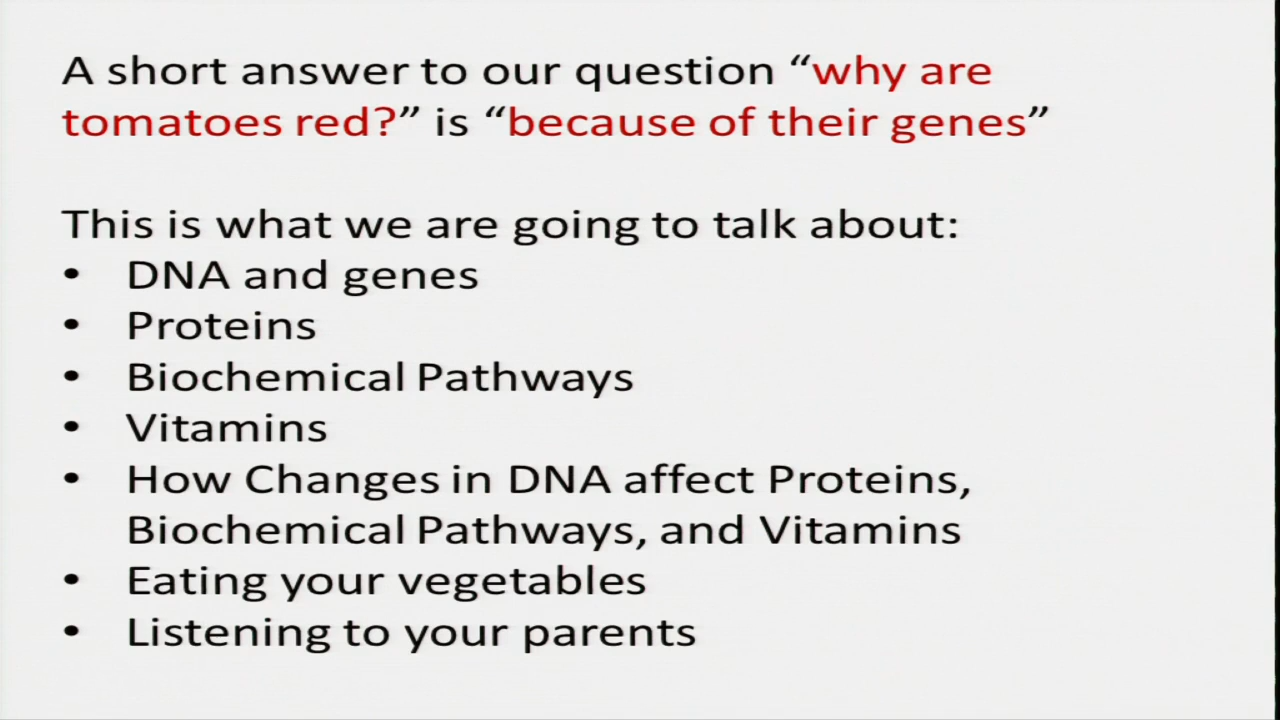 A short answer to our question “why are
tomatoes red?” is “because of their genes”
This is what we are going to talk about:
• DNA and genes
• Proteins
• Biochemical Pathways
• Vitamins
• How Changes in DNA affect Proteins,
Biochemical Pathways, and Vitamins
• Eating your vegetables
• Listening to your parents